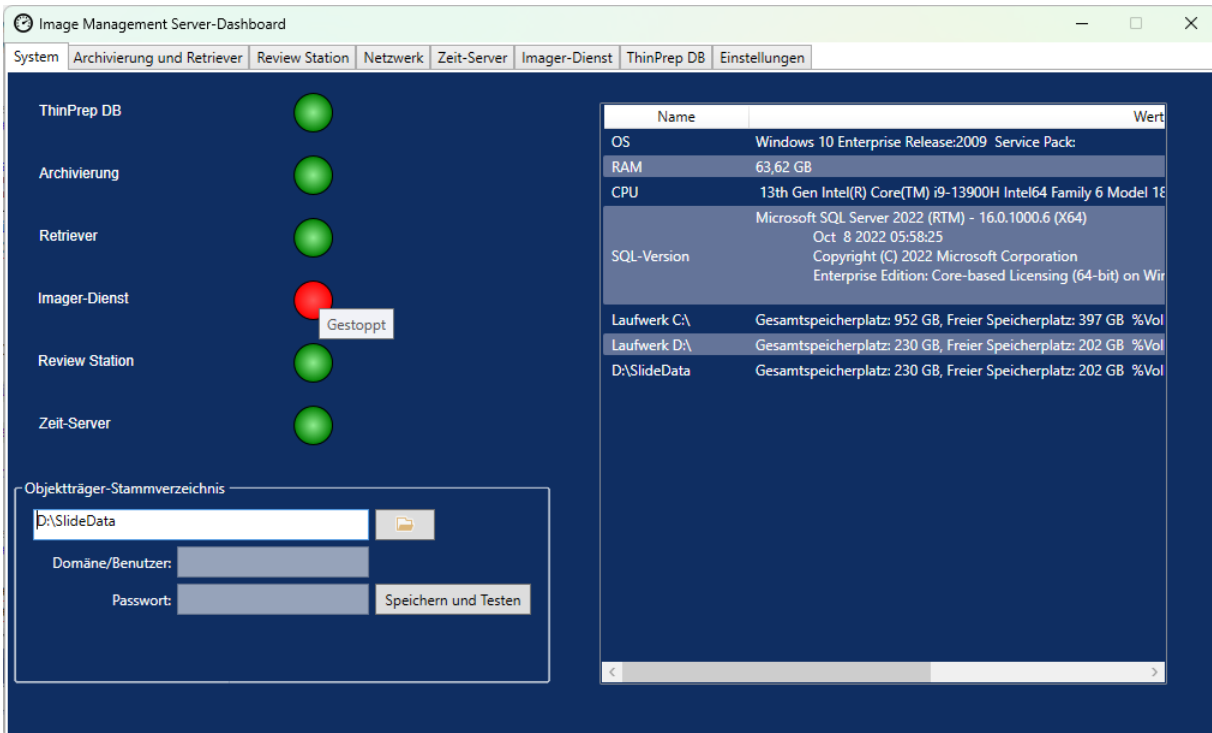 Image Management Server-Dashboard
System Archivierung und Retriever Review Station Netzwerk Zeit-Server Imager-Dienst ThinPrep DB Einstellungen
ThinPrep DB
Archivierung
Retriever
Imager-Dienst
Gestoppt
Review Station
Zeit-Server
Objektträger-Stammverzeichnis
D:\SlideData
Domäne/Benutzer:
Passwort:
Speichern und Testen
Name Wert
OS Windows 10 Enterprise Release:2009 Service Pack:
RAM 63,62 GB
CPU 13th Gen Intel(R) Core(TM) i9-13900H Intel64 Family 6 Model 18
Microsoft SQL Server 2022 (RTM) - 16.0.1000.6 (X64)
Oct 8 2022 05:58:25
SQL-Version Copyright (C) 2022 Microsoft Corporation
Enterprise Edition: Core-based Licensing (64-bit) on Win
Laufwerk C:\ Gesamtspeicherplatz: 952 GB, Freier Speicherplatz: 397 GB %Vol
Laufwerk D:\ Gesamtspeicherplatz: 230 GB, Freier Speicherplatz: 202 GB %Vol
D:\SlideData Gesamtspeicherplatz: 230 GB, Freier Speicherplatz: 202 GB %Vol